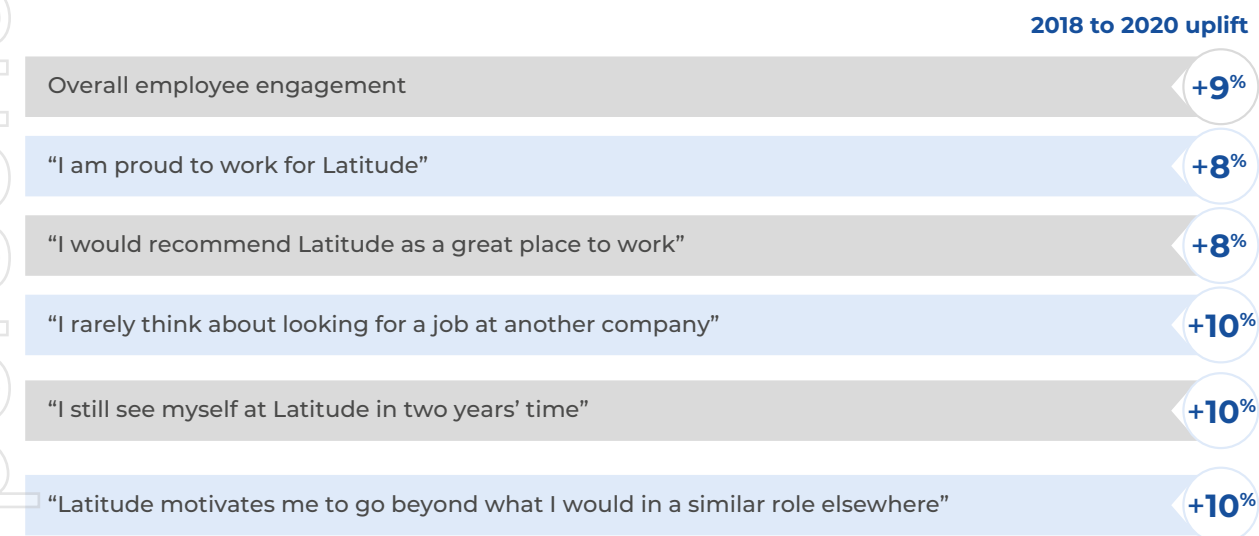 2018 to 2020 uplift
Overall employee engagement +9%
“I am proud to work for Latitude” +8%
“I would recommend Latitude as a great place to work” +8%
“I rarely think about looking for a job at another company” +10%
“I still see myself at Latitude in two years’ time” +10%
“Latitude motivates me to go beyond what I would in a similar role elsewhere” +10%